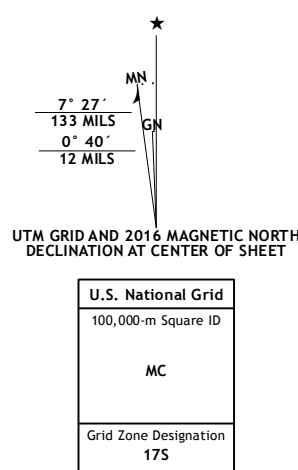 MN
7° 27´
133 MILS
GN
0° 40´
12 MILS
UTM GRID AND 2016 MAGNETIC NORTH
DECLINATION AT CENTER OF SHEET
U.S. National Grid
100,000-m Square ID
MC
Grid Zone Designation
17S